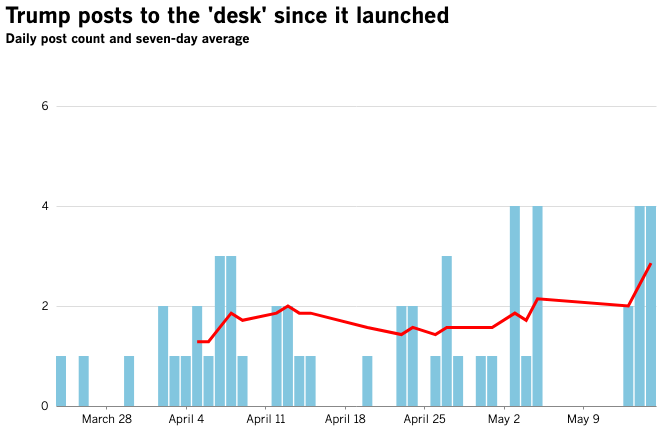 Trump posts to the 'desk' since it launched
Daily post count and seven-day average
6
4
2
0
March 28 April 4 April 11 April 18 April 25 May 2 May 9